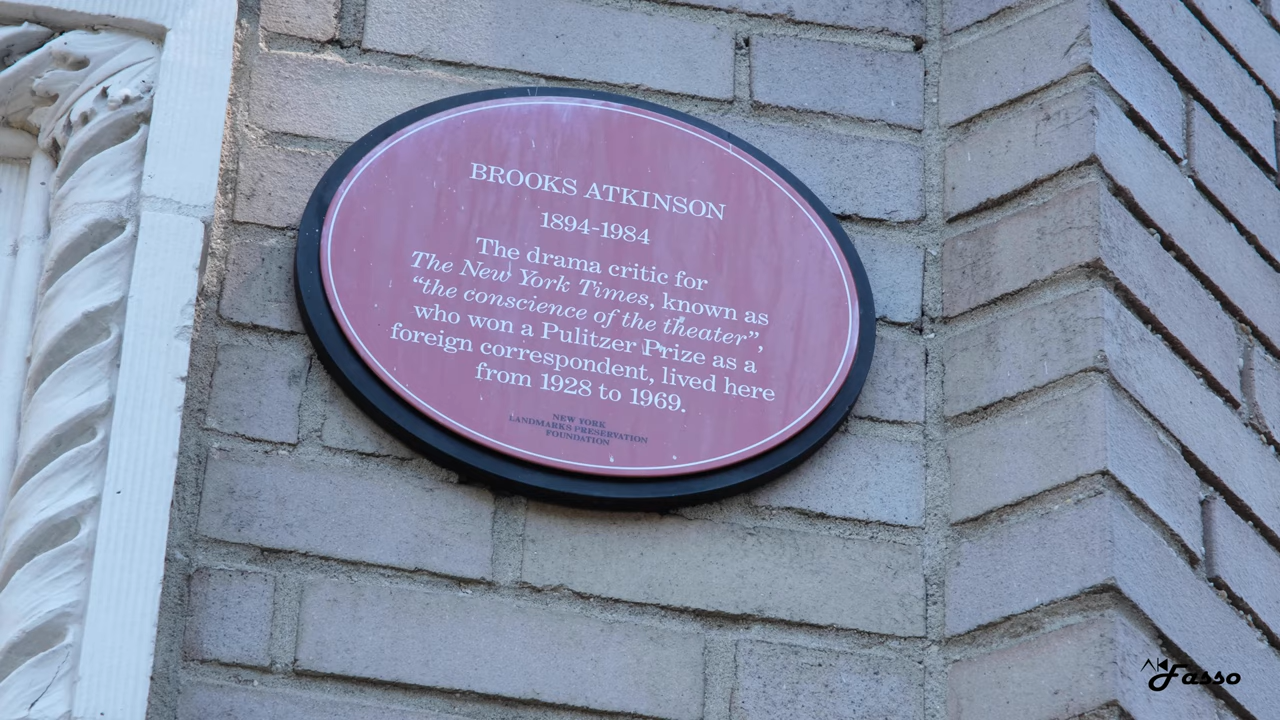 BROOKS ATKINSON
1894-1984
The drama critic for
The New York Times, known as
“the conscience of the theater”,
who won a Pulitzer Prize as a
foreign correspondent, lived here
from 1928 to 1969.
NEW YORK
LANDMARKS PRESERVATION
FOUNDATION
Fasso